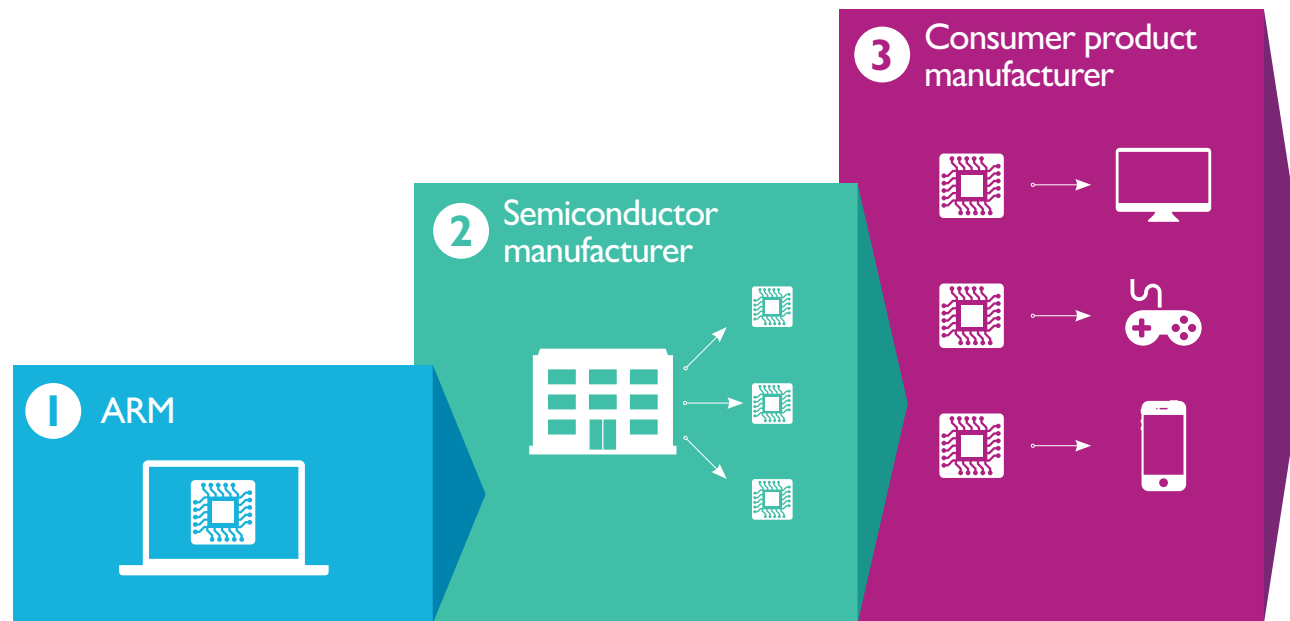 1 ARM
2 Semiconductor
manufacturer
3 Consumer product
manufacturer